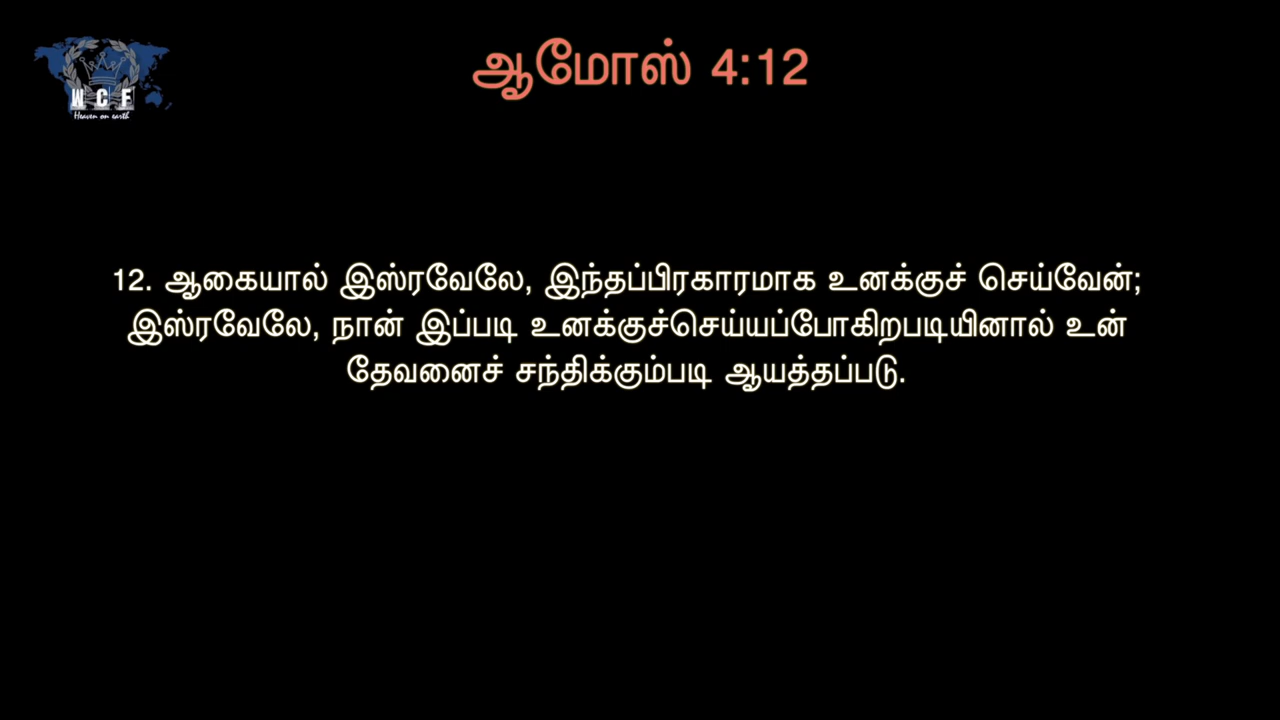 ஆமோஸ் 4:12
WCF
Heaven on earth
12. ஆகையால் இஸ்ரவேலே, இந்தப்பிரகாரமாக உனக்குச் செய்வேன்;
இஸ்ரவேலே, நான் இப்படி உனக்குச்செய்யப்போகிறபடியினால் உன்
தேவனைச் சந்திக்கும்படி ஆயத்தப்படு.